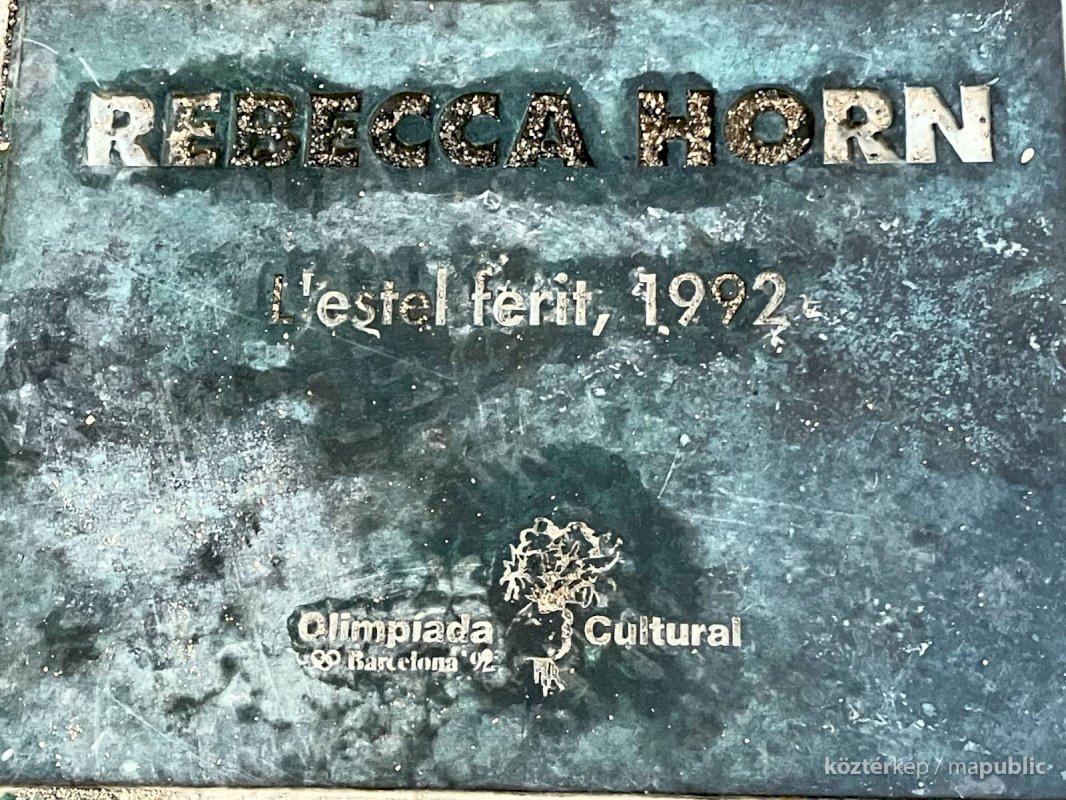 REBECCA HORN
L'estel ferit, 1992
Olimpíada Cultural
Barcelona '92
köztérkép / mapublic